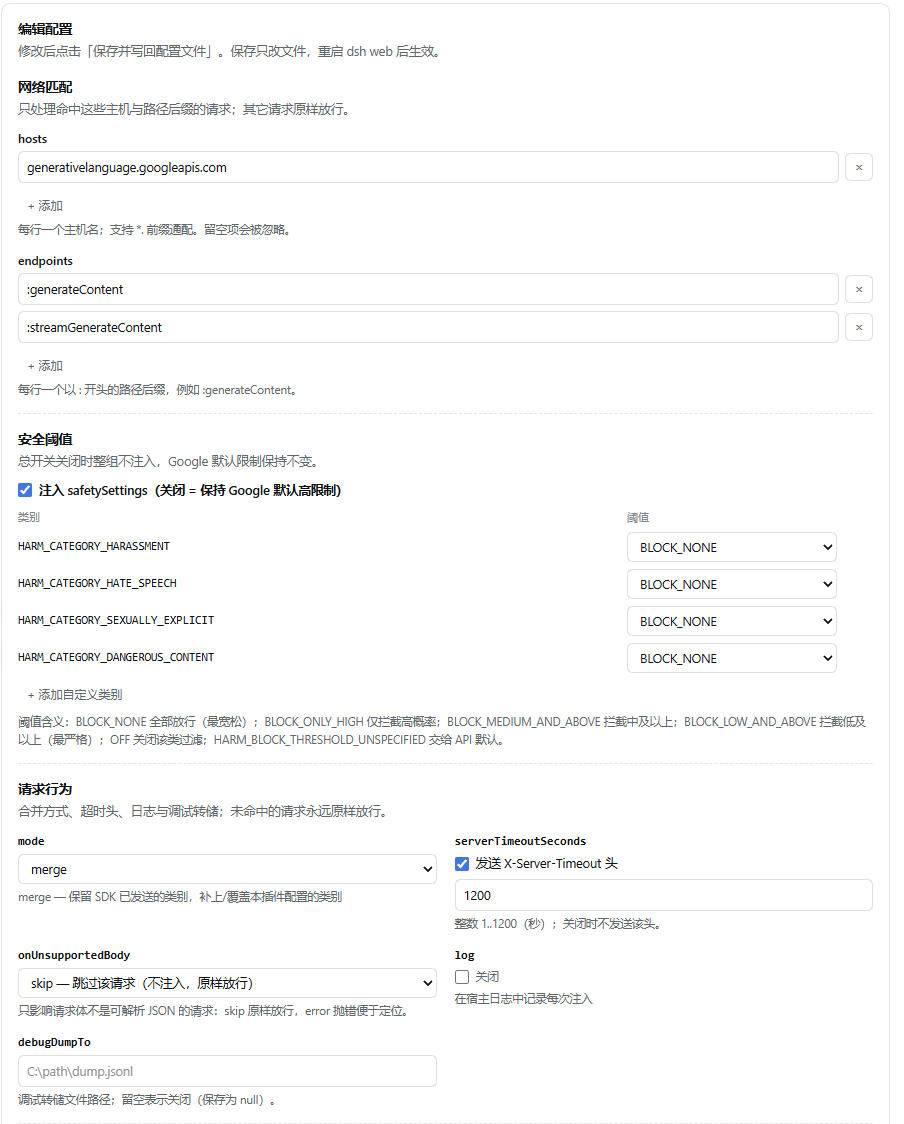 编辑配置
修改后点击「保存并写回配置文件」。保存只改文件，重启 dsh web 后生效。
网络匹配
只处理命中这些主机与路径后缀的请求；其它请求原样放行。
hosts
generativelanguage.googleapis.com
×
+ 添加
每行一个主机名；支持 *. 前缀通配。留空项会被忽略。
endpoints
:generateContent
×
:streamGenerateContent
×
+ 添加
每行一个以 : 开头的路径后缀，例如 :generateContent。
安全阈值
总开关关闭时整组不注入，Google 默认限制保持不变。
注入 safetySettings（关闭 = 保持 Google 默认高限制）
类别
阈值
HARM_CATEGORY_HARASSMENT
BLOCK_NONE
HARM_CATEGORY_HATE_SPEECH
BLOCK_NONE
HARM_CATEGORY_SEXUALLY_EXPLICIT
BLOCK_NONE
HARM_CATEGORY_DANGEROUS_CONTENT
BLOCK_NONE
+ 添加自定义类别
阈值含义：BLOCK_NONE 全部放行（最宽松）；BLOCK_ONLY_HIGH 仅拦截高概率；BLOCK_MEDIUM_AND_ABOVE 拦截中及以上；BLOCK_LOW_AND_ABOVE 拦截低及
以上（最严格）；OFF 关闭该类过滤；HARM_BLOCK_THRESHOLD_UNSPECIFIED 交给 API 默认。
请求行为
合并方式、超时头、日志与调试转储；未命中的请求永远原样放行。
mode
merge
merge — 保留 SDK 已发送的类别，补上/覆盖本插件配置的类别
serverTimeoutSeconds
发送 X-Server-Timeout 头
1200
整数 1..1200（秒）；关闭时不发送该头。
onUnsupportedBody
skip — 跳过该请求（不注入，原样放行）
只影响请求体不是可解析 JSON 的请求：skip 原样放行，error 抛错便于定位。
log
关闭
在宿主日志中记录每次注入
debugDumpTo
C:\path\dump.jsonl
调试转储文件路径；留空表示关闭（保存为 null）。